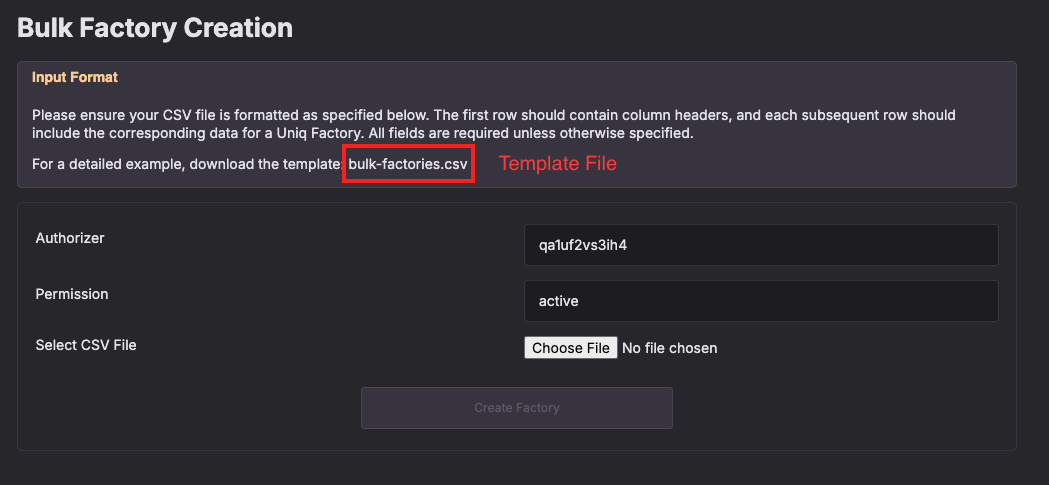 Bulk Factory Creation
Input Format
Please ensure your CSV file is formatted as specified below. The first row should contain column headers, and each subsequent row should
include the corresponding data for a Uniq Factory. All fields are required unless otherwise specified.
For a detailed example, download the template: bulk-factories.csv Template File
Authorizer qa1uf2vs3ih4
Permission active
Select CSV File Choose File No file chosen
Create Factory